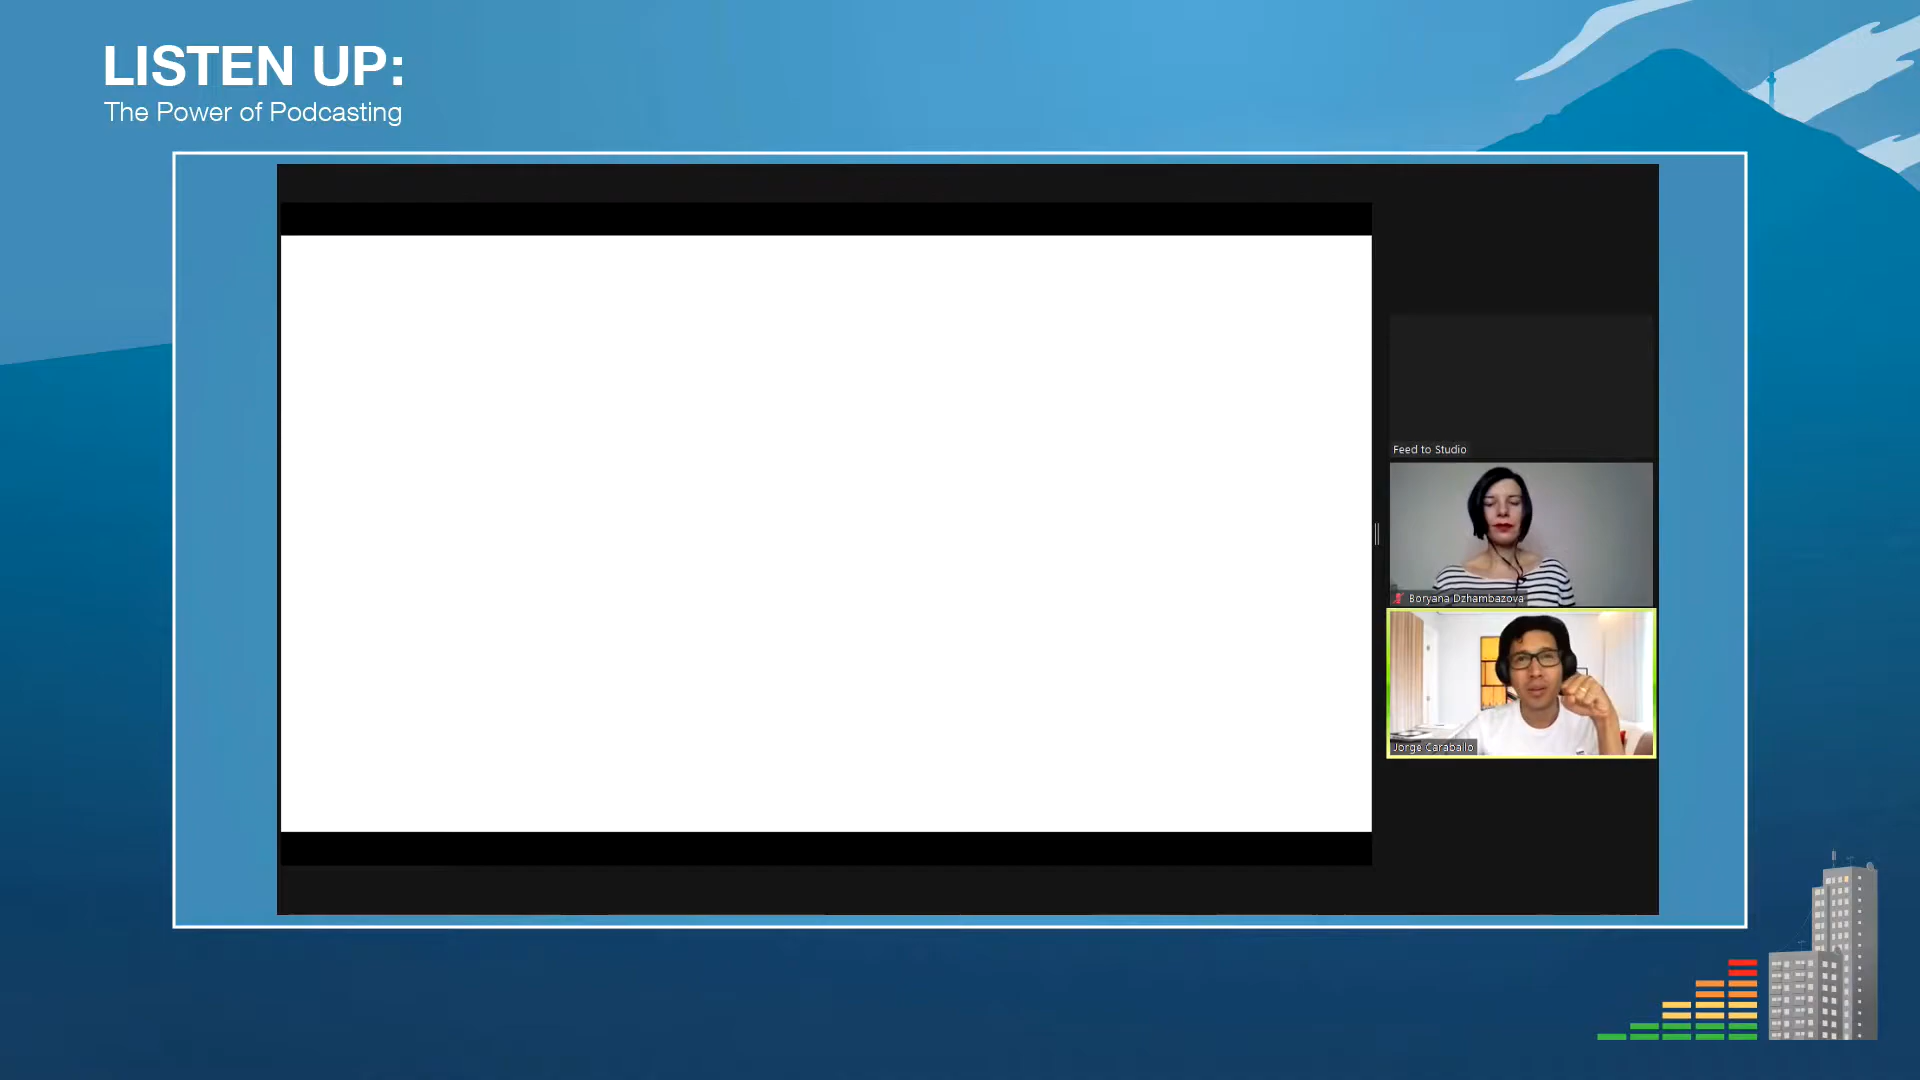 LISTEN UP:
The Power of Podcasting
Feed to Studio
Boryana Dzhambazova
Jorge Caraballo